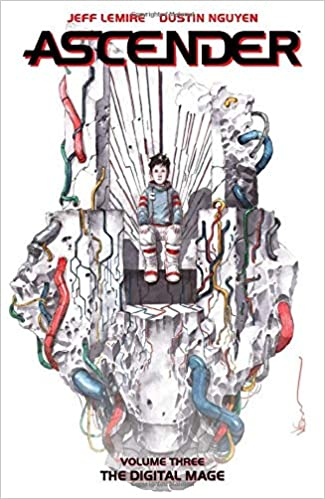 JEFF LEMIRE • DUSTIN NGUYEN
ASCENDER
VOLUME THREE
THE DIGITAL MAGE